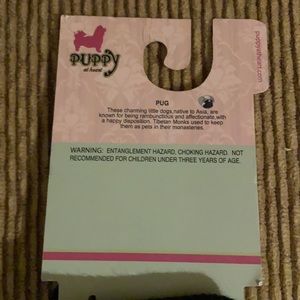 PUPPY
at heart
puppyatheart.com
PUG
These charming little dogs,native to Asia, are
known for being rambunctious and affectionate with
a happy disposition. Tibetan Monks used to keep
them as pets in their monasteries.
WARNING: ENTANGLEMENT HAZARD, CHOKING HAZARD. NOT
RECOMMENDED FOR CHILDREN UNDER THREE YEARS OF AGE.